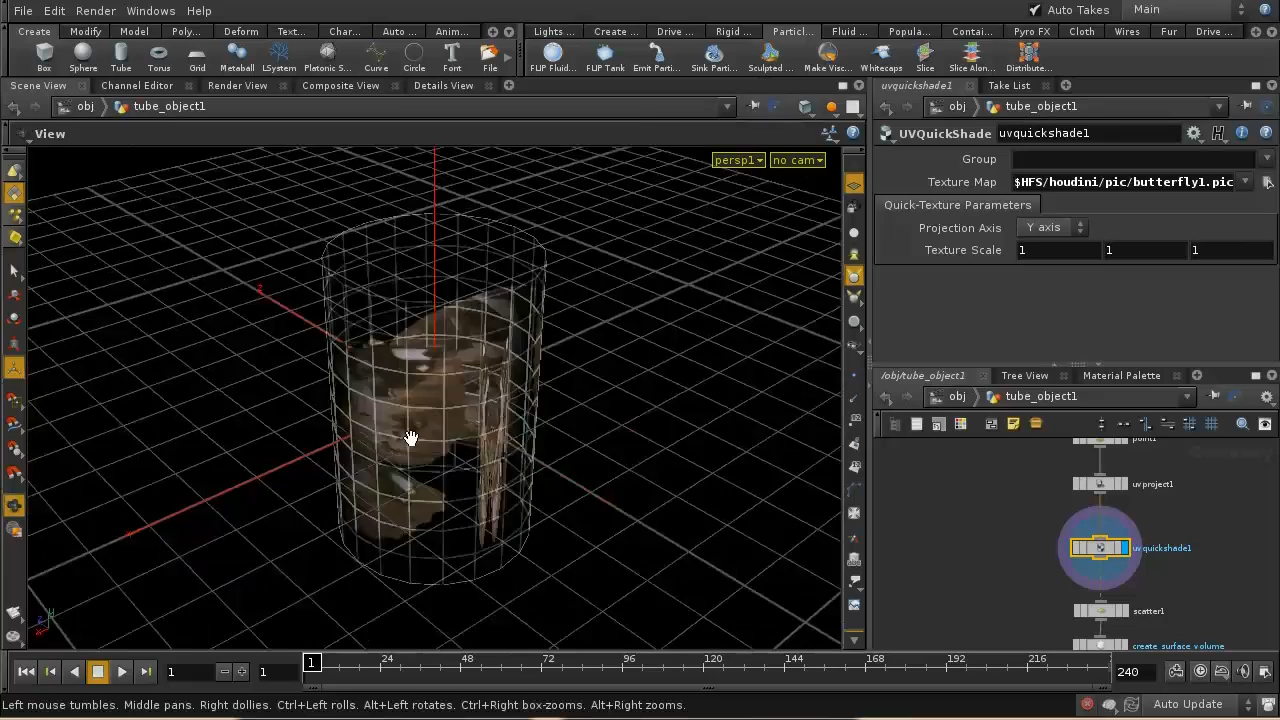 File Edit Render Windows Help Auto Takes Main
Create Modify Model Poly... Deform Text... Char... Auto ... Anim... Lights ... Create ... Drive ... Rigid ... Particl... Fluid ... Popula... Contai... Pyro FX Cloth Wires Fur Drive ...
Box Sphere Tube Torus Grid Metaball LSystem Platonic S... Curve Circle Font File FLIP Fluid... FLIP Tank Emit Parti... Sink Parti... Sculpted ... Make Visc... Whitecaps Slice Slice Alon... Distribute...
Scene View Channel Editor Render View Composite View Details View
obj tube_object1
View
persp1 no cam
uvquickshade1 Take List
obj tube_object1
UVQuickShade uvquickshade1
Group
Texture Map $HFS/houdini/pic/butterfly1.pic
Quick-Texture Parameters
Projection Axis Y axis
Texture Scale 1 1 1
/obj/tube_object1 Tree View Material Palette
obj tube_object1
point1
uvproject1
uvquickshade1
scatter1
create_surface_volume
z
1 1 1 24 48 72 96 120 144 168 192 216 240
Left mouse tumbles. Middle pans. Right dollies. Ctrl+Left rolls. Alt+Left rotates. Ctrl+Right box-zooms. Alt+Right zooms. Auto Update